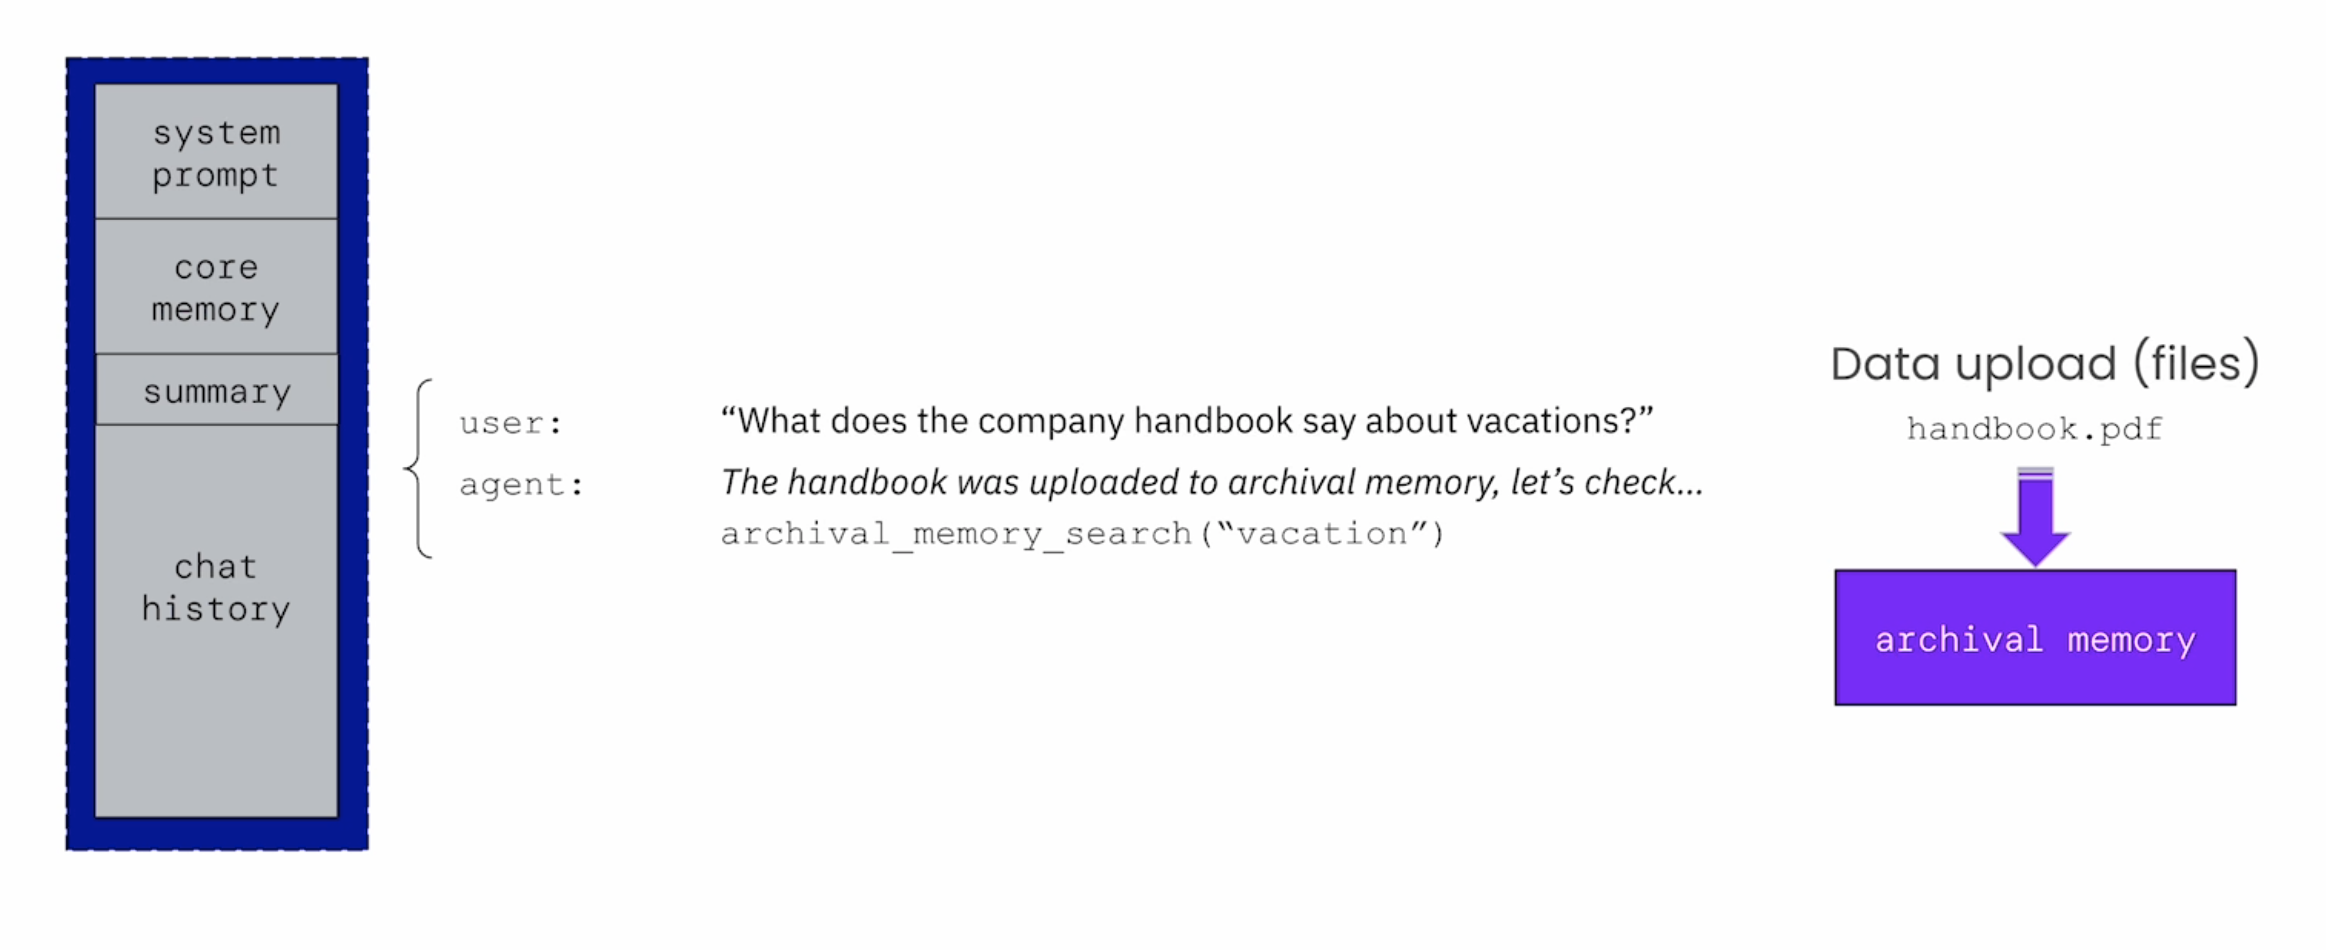 system
prompt
core
memory
summary
chat
history
user: “What does the company handbook say about vacations?”
agent: The handbook was uploaded to archival memory, let’s check...
archival_memory_search(“vacation”)
Data upload (files)
handbook.pdf
archival memory